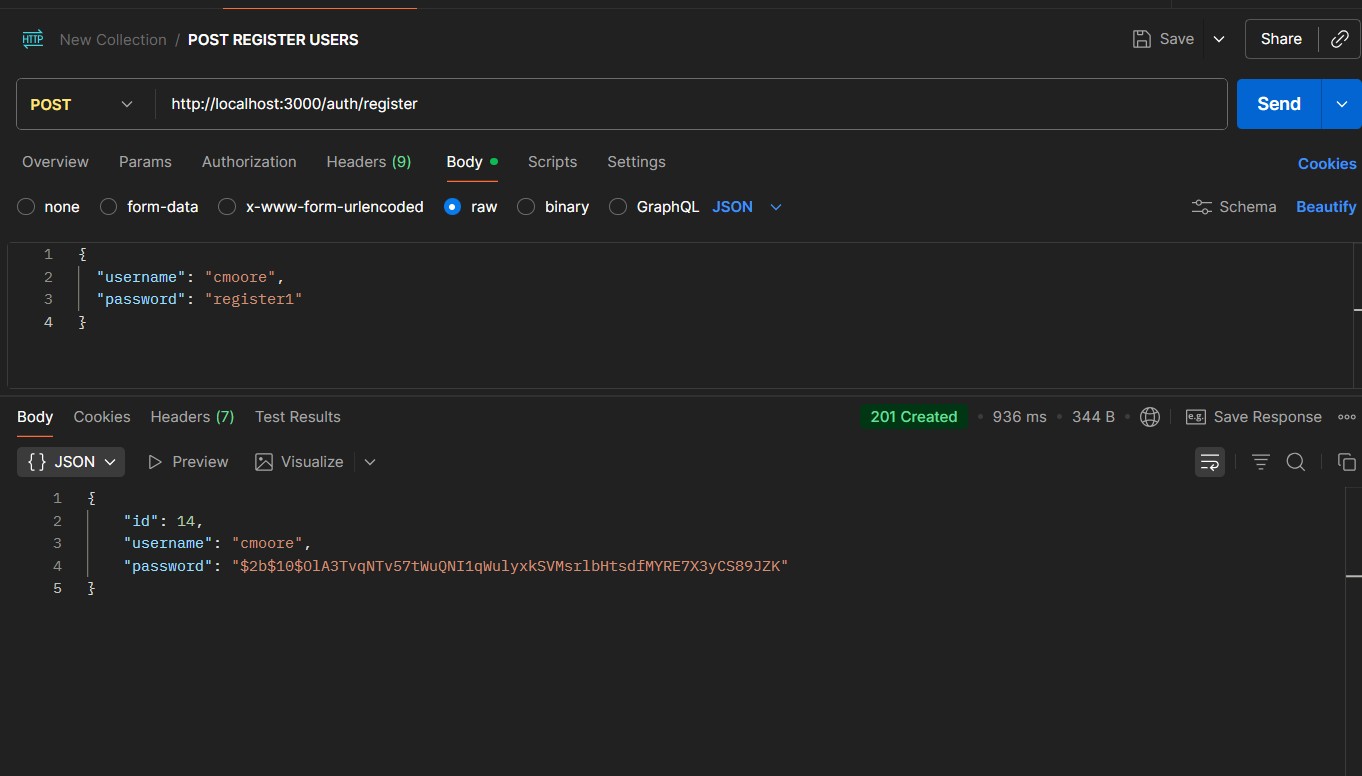 HTTP New Collection / POST REGISTER USERS Save Share
POST http://localhost:3000/auth/register Send
Overview Params Authorization Headers (9) Body Scripts Settings Cookies
none form-data x-www-form-urlencoded raw binary GraphQL JSON Schema Beautify
1 {
2 "username": "cmoore",
3 "password": "register1"
4 }
Body Cookies Headers (7) Test Results 201 Created • 936 ms • 344 B • e.g. Save Response
{} JSON Preview Visualize
1 {
2 "id": 14,
3 "username": "cmoore",
4 "password": "$2b$10$OlA3TvqNTv57tWuQNI1qWulyxkSVMsrlbHtsdfMYRE7X3yCS89JZK"
5 }